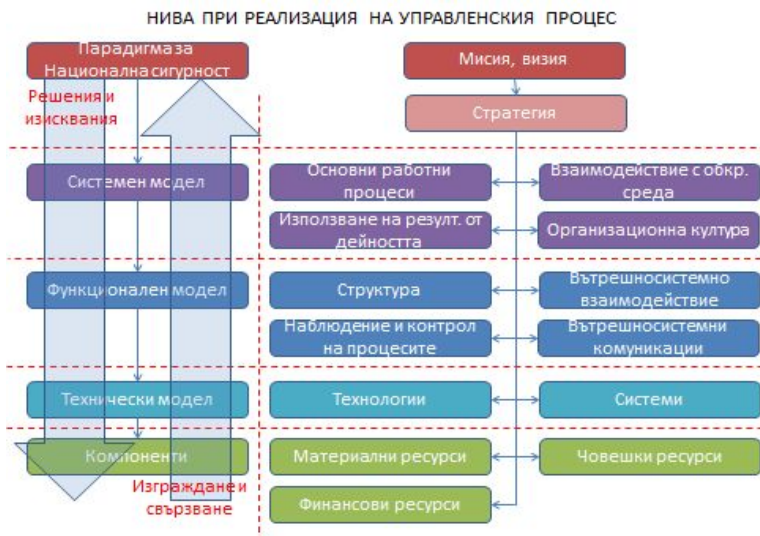 НИВА ПРИ РЕАЛИЗАЦИЯ НА УПРАВЛЕНСКИЯ ПРОЦЕС
Парадигма за
Национална сигурност
Решения и
изисквания
Мисия, визия
Стратегия
Системен модел
Основни работни
процеси
Взаимодействие с обкр.
среда
Използване на резулт. от
дейността
Организационна култура
Функционален модел
Структура
Вътрешносистемно
взаимодействие
Наблюдение и контрол
на процесите
Вътрешносистемни
комуникации
Технически модел
Технологии
Системи
Компоненти
Материални ресурси
Човешки ресурси
Изграждане и
свързване
Финансови ресурси